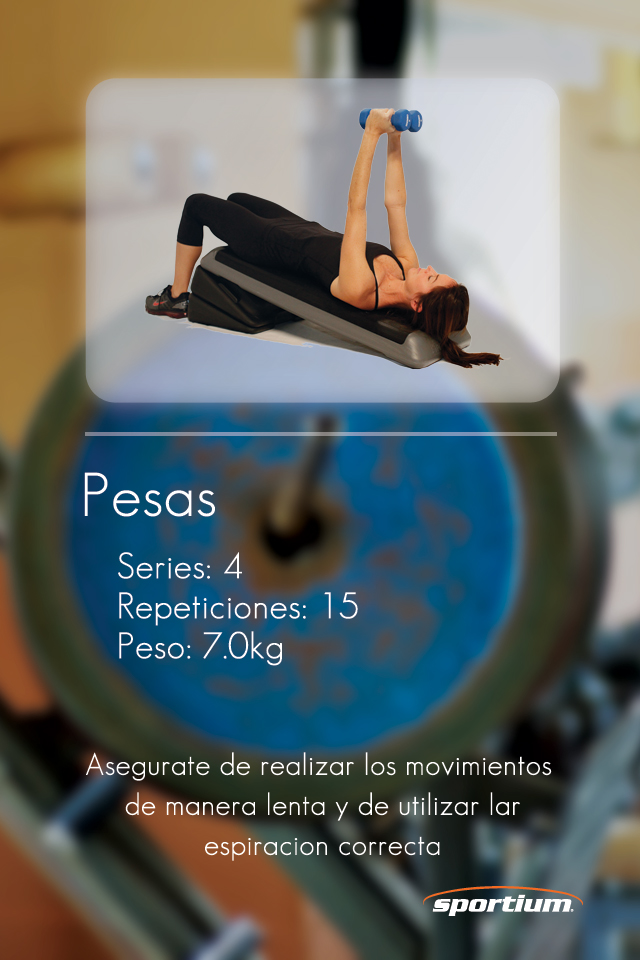 Pesas
Series: 4
Repeticiones: 15
Peso: 7.0kg
Asegurate de realizar los movimientos
de manera lenta y de utilizar lar
espiracion correcta
sportium.